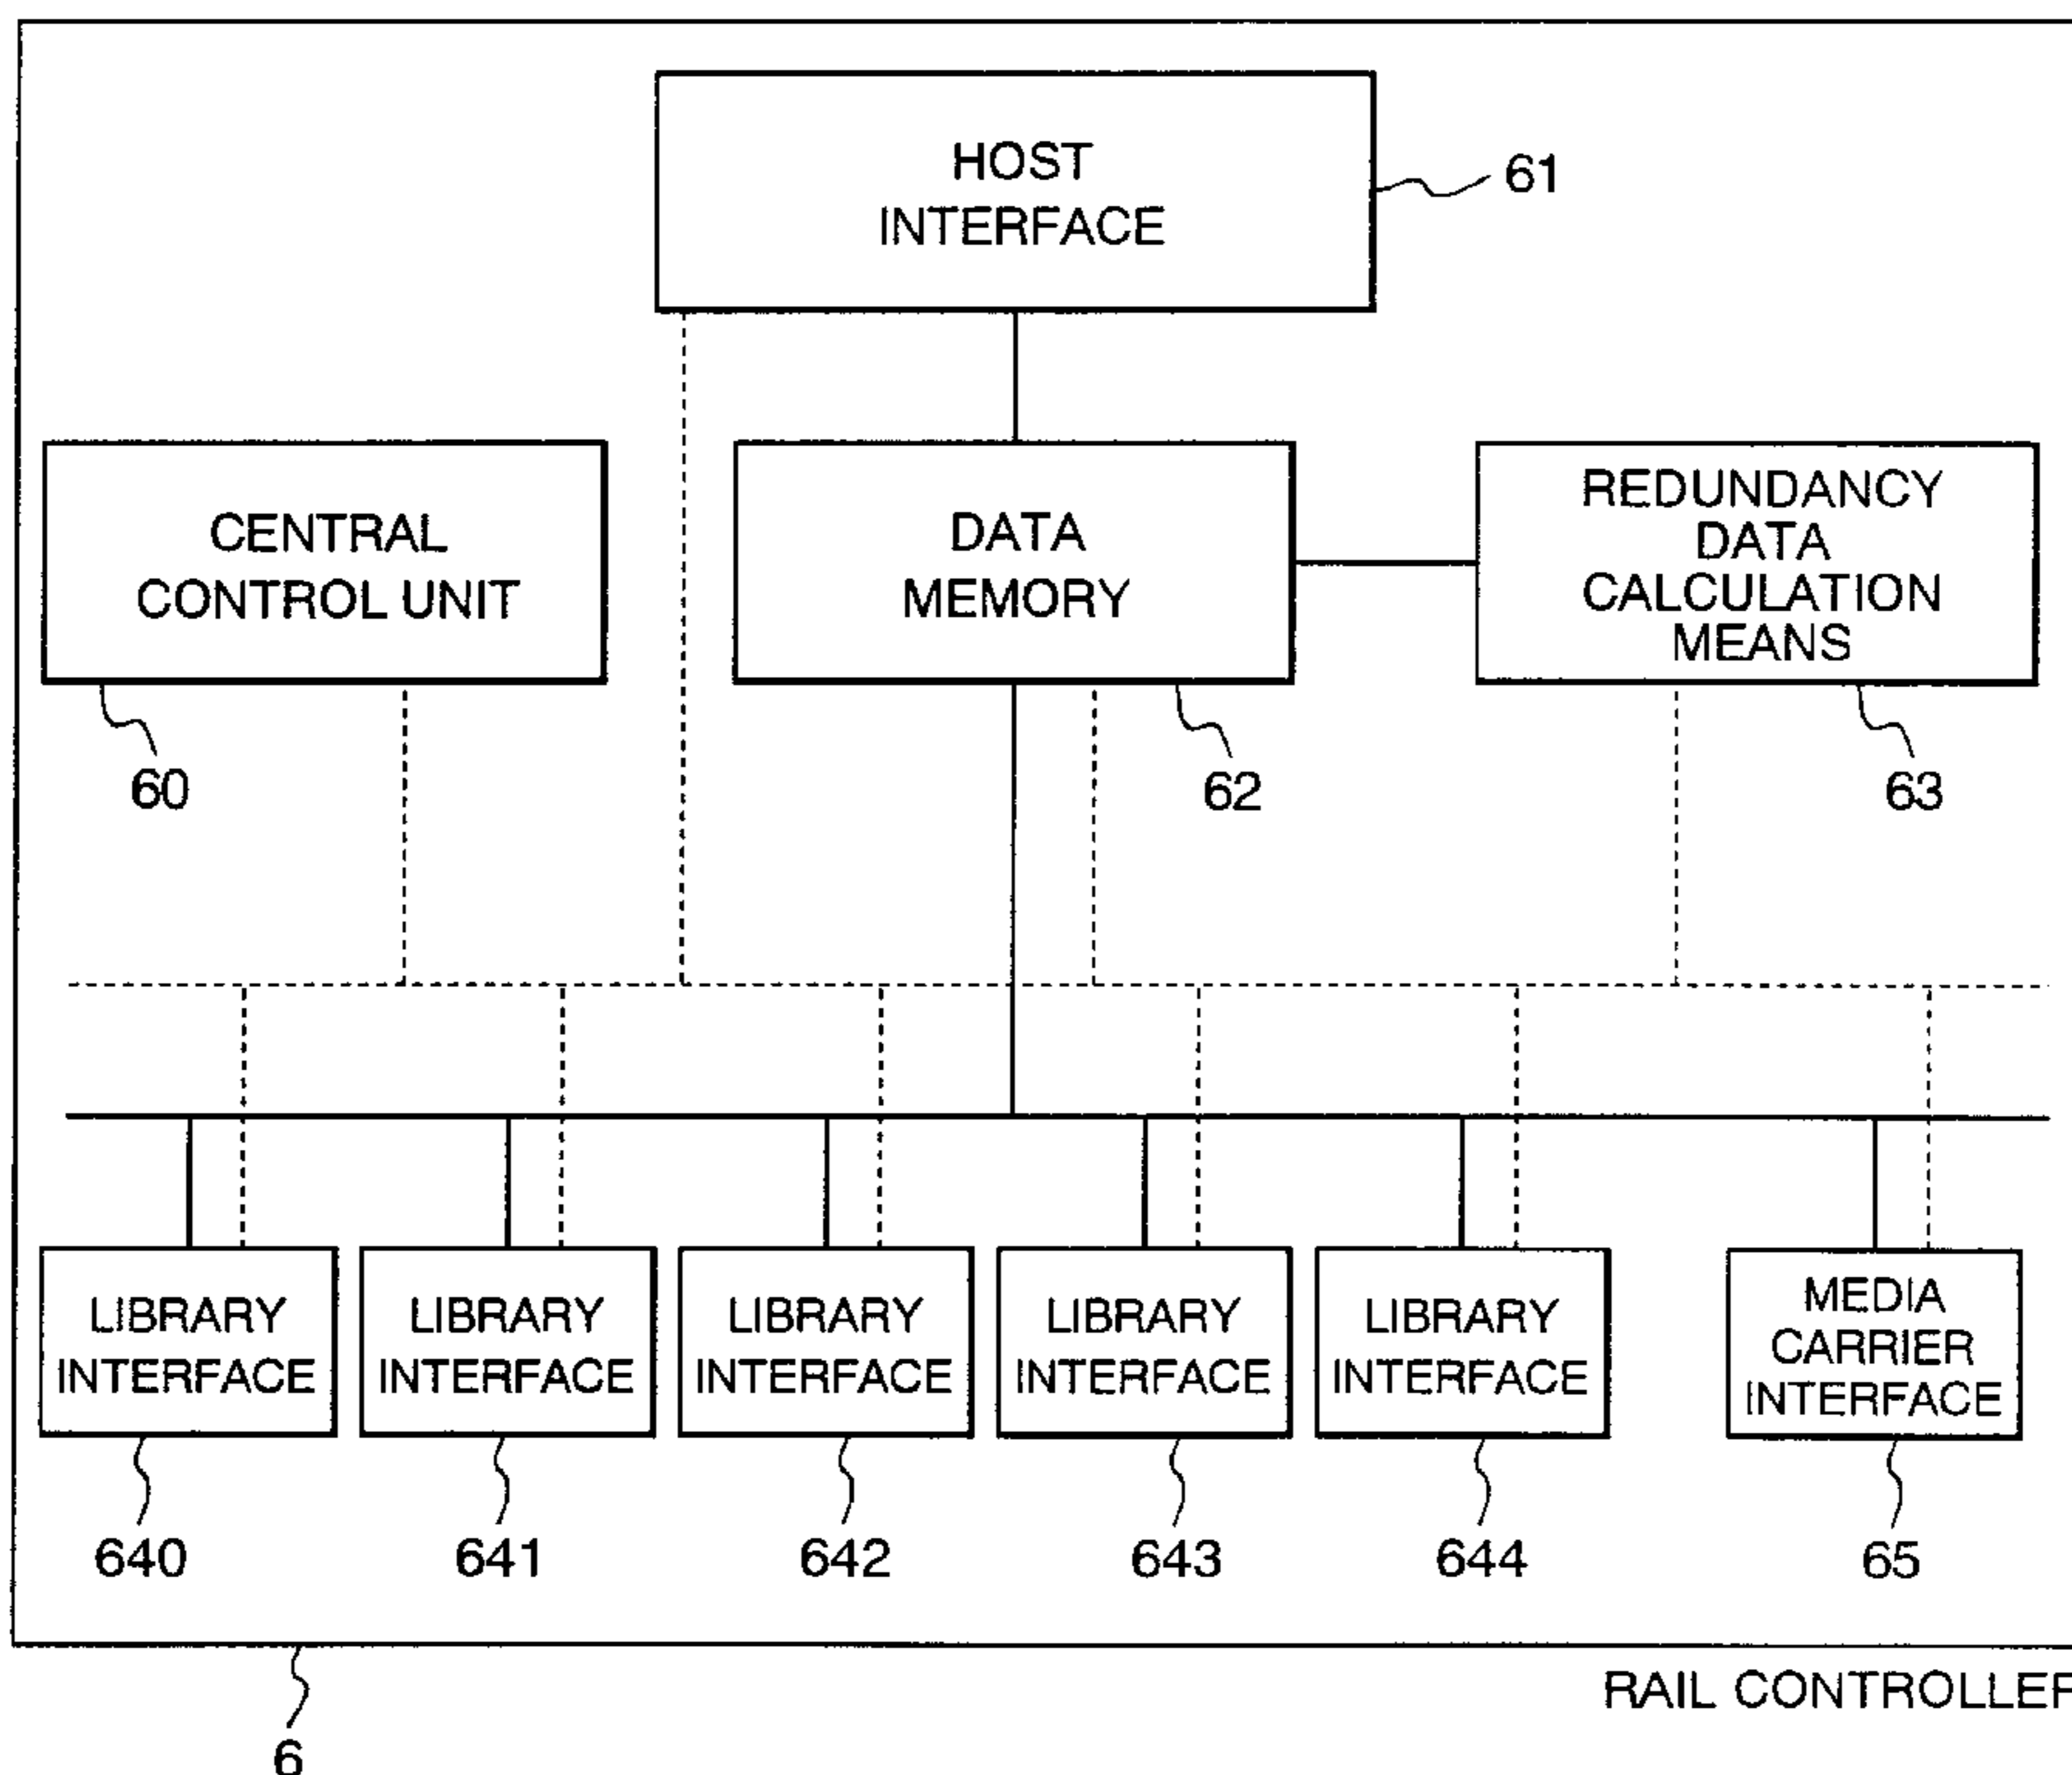 HOST
INTERFACE
61
CENTRAL
CONTROL UNIT
60
DATA
MEMORY
62
REDUNDANCY
DATA
CALCULATION
MEANS
63
LIBRARY
INTERFACE
640
LIBRARY
INTERFACE
641
LIBRARY
INTERFACE
642
LIBRARY
INTERFACE
643
LIBRARY
INTERFACE
644
MEDIA
CARRIER
INTERFACE
65
RAIL CONTROLLER
6